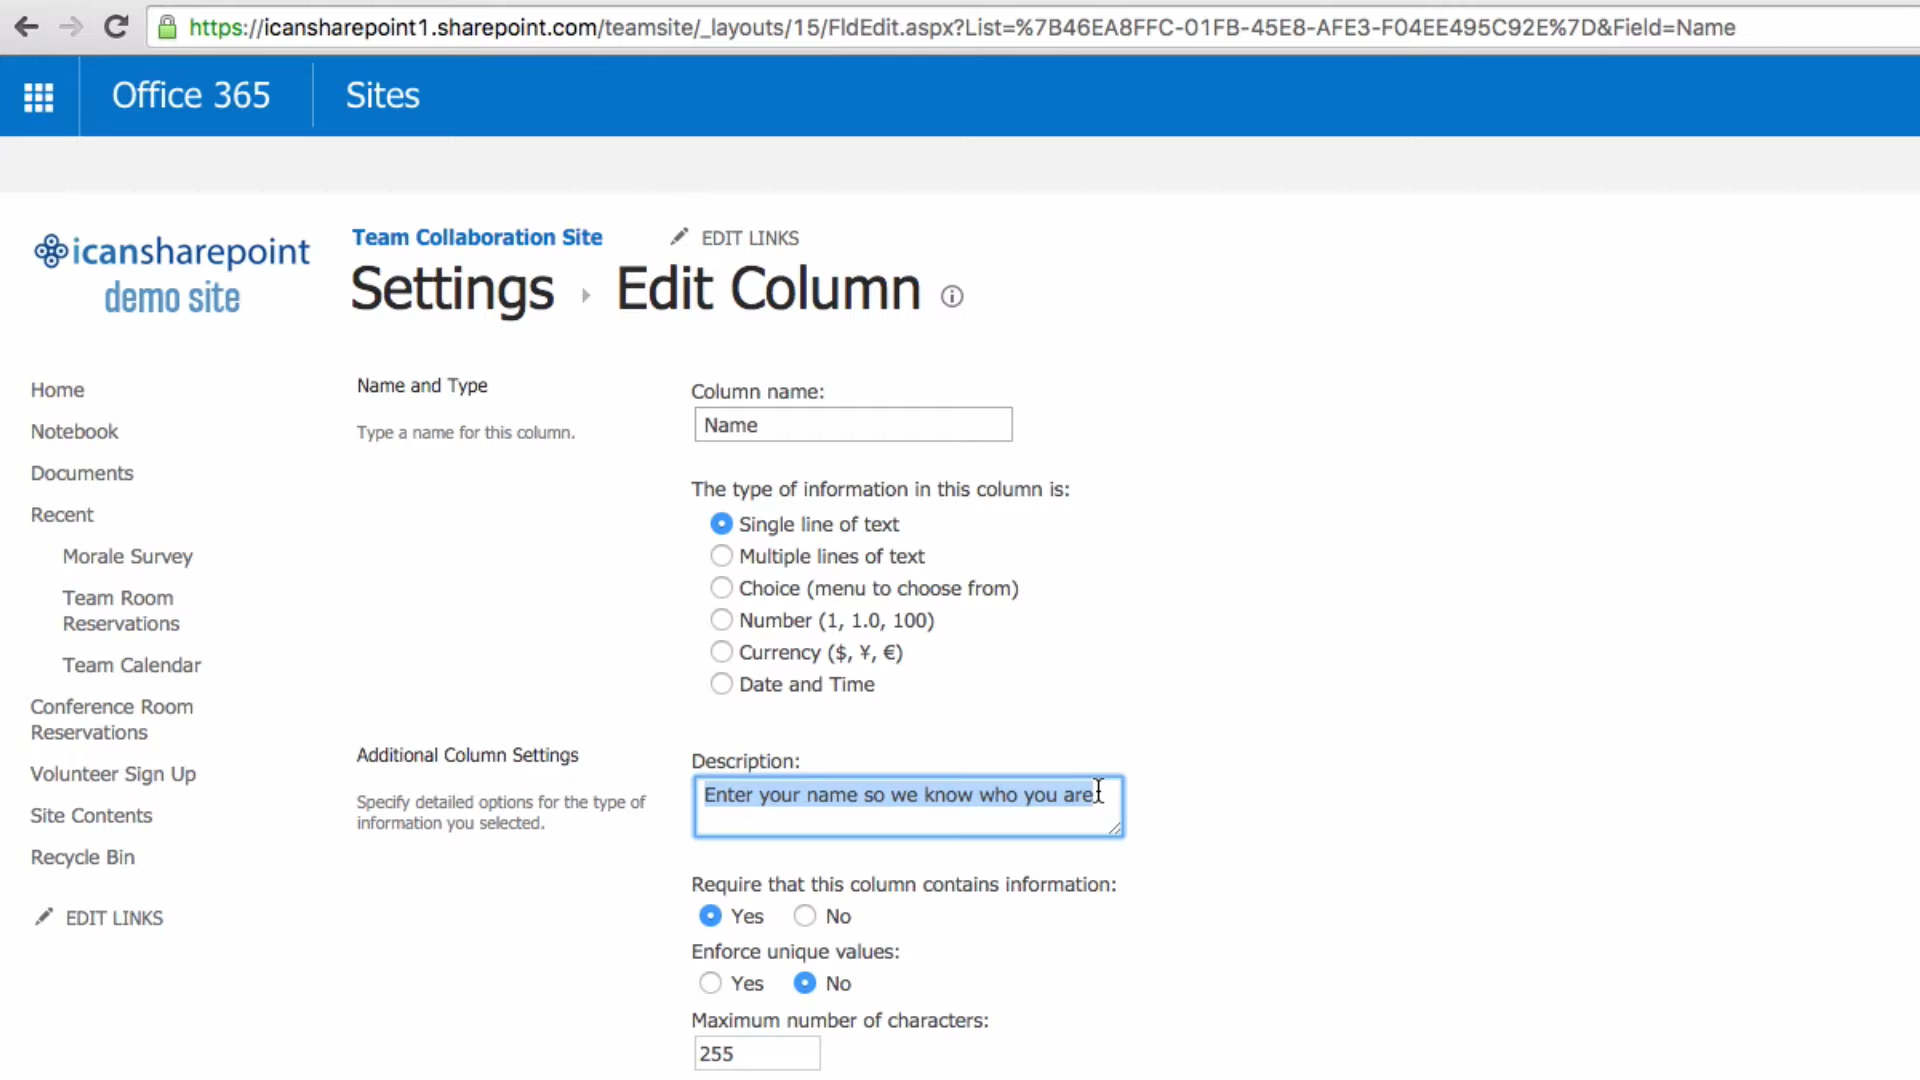 https://icansharepoint1.sharepoint.com/teamsite/_layouts/15/FldEdit.aspx?List=%7B46EA8FFC-01FB-45E8-AFE3-F04EE495C92E%7D&Field=Name
Office 365
Sites
icansharepoint
demo site
Team Collaboration Site
EDIT LINKS
Settings
Edit Column
Home
Notebook
Documents
Recent
Morale Survey
Team Room
Reservations
Team Calendar
Conference Room
Reservations
Volunteer Sign Up
Site Contents
Recycle Bin
EDIT LINKS
Name and Type
Type a name for this column.
Column name:
Name
The type of information in this column is:
Single line of text
Multiple lines of text
Choice (menu to choose from)
Number (1, 1.0, 100)
Currency ($, ¥, €)
Date and Time
Additional Column Settings
Specify detailed options for the type of
information you selected.
Description:
Enter your name so we know who you are
Require that this column contains information:
Yes No
Enforce unique values:
Yes No
Maximum number of characters:
255